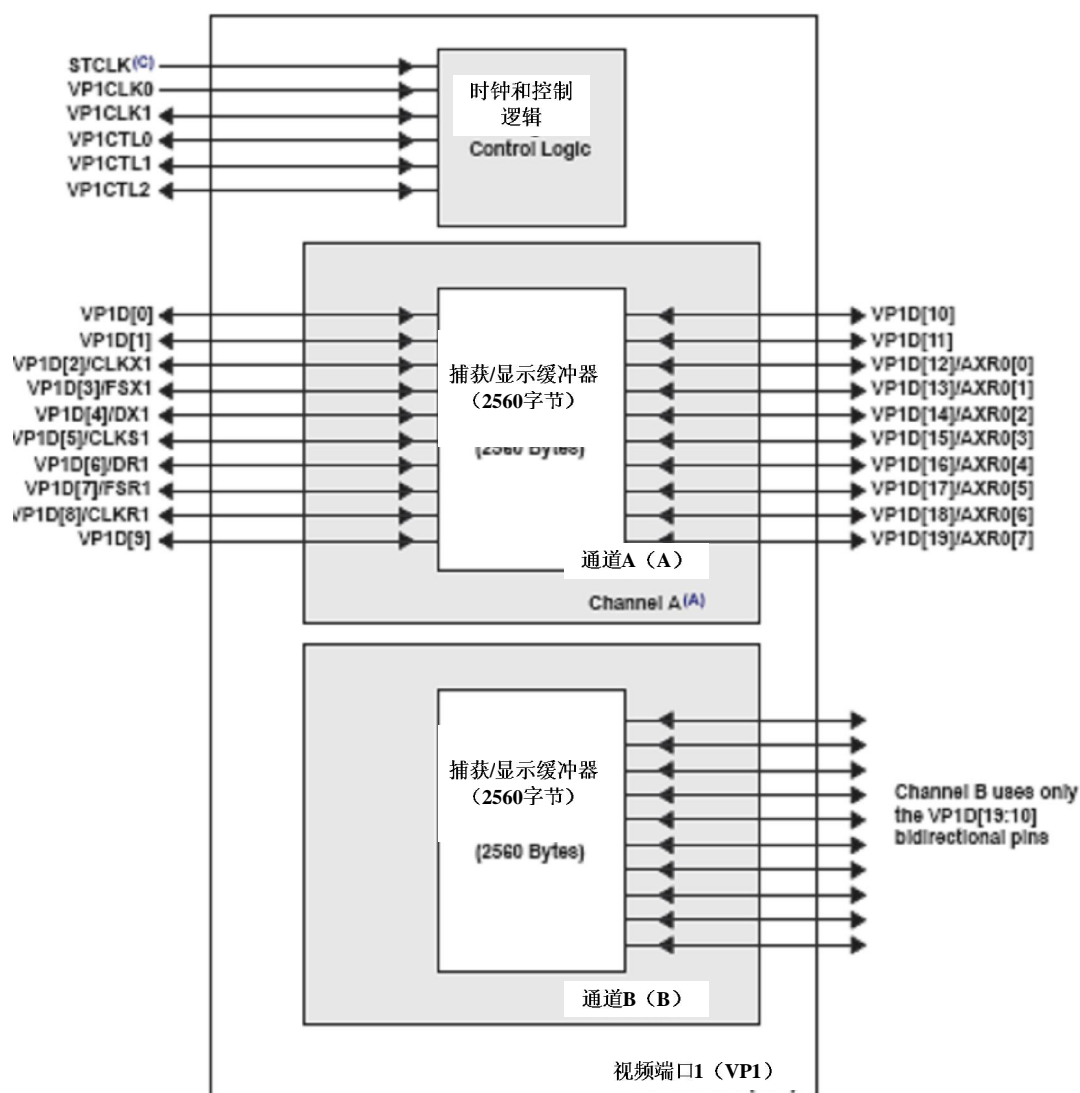 STCLK(C)
VP1CLK0
VP1CLK1
VP1CTL0
VP1CTL1
VP1CTL2
时钟和控制
逻辑
Control Logic
VP1D[0]
VP1D[1]
VP1D[2]/CLKX1
VP1D[3]/FSX1
VP1D[4]/DX1
VP1D[5]/CLKS1
VP1D[6]/DR1
VP1D[7]/FSR1
VP1D[8]/CLKR1
VP1D[9]
捕获/显示缓冲器
（2560字节）
(2560 Bytes)
VP1D[10]
VP1D[11]
VP1D[12]/AXR0[0]
VP1D[13]/AXR0[1]
VP1D[14]/AXR0[2]
VP1D[15]/AXR0[3]
VP1D[16]/AXR0[4]
VP1D[17]/AXR0[5]
VP1D[18]/AXR0[6]
VP1D[19]/AXR0[7]
通道A（A）
Channel A(A)
捕获/显示缓冲器
（2560字节）
(2560 Bytes)
Channel B uses only
the VP1D[19:10]
bidirectional pins
通道B（B）
视频端口1（VP1）